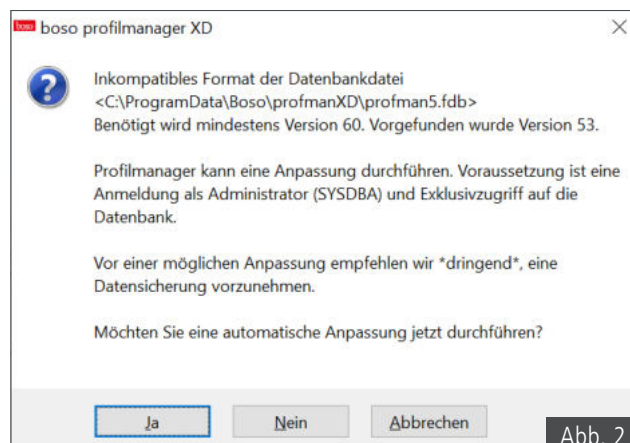 boso boso profilmanager XD
Inkompatibles Format der Datenbankdatei
<C:\ProgramData\Boso\profmanXD\profman5.fdb>
Benötigt wird mindestens Version 60. Vorgefunden wurde Version 53.
Profilmanager kann eine Anpassung durchführen. Voraussetzung ist eine
Anmeldung als Administrator (SYSDBA) und Exklusivzugriff auf die
Datenbank.
Vor einer möglichen Anpassung empfehlen wir *dringend*, eine
Datensicherung vorzunehmen.
Möchten Sie eine automatische Anpassung jetzt durchführen?
Ja Nein Abbrechen
Abb. 2